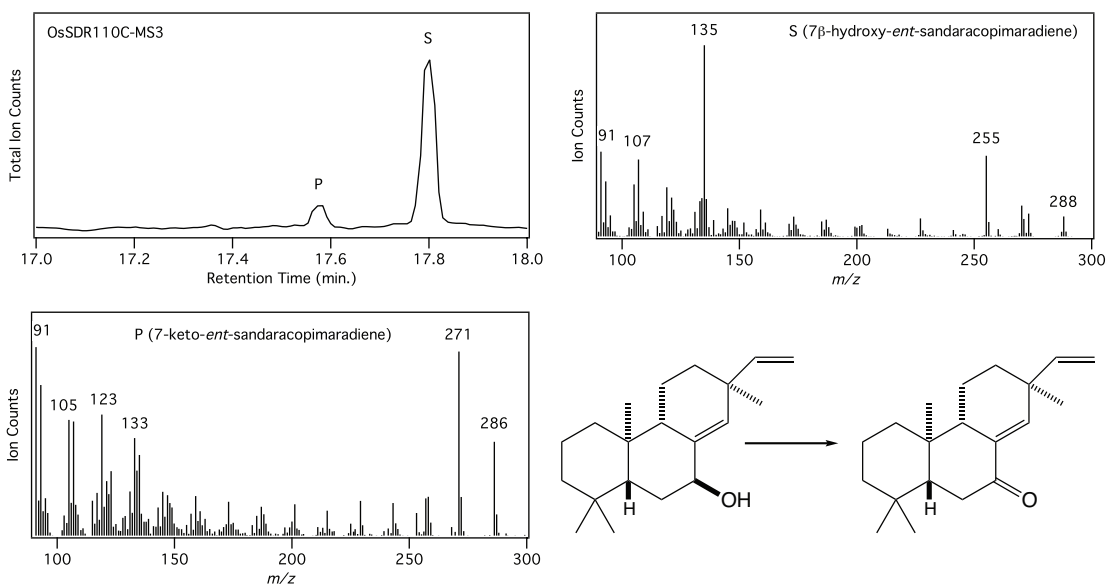 OsSDR110C-MS3
S
P
Total Ion Counts
17.0 17.2 17.4 17.6 17.8 18.0
Retention Time (min.)
S (7β-hydroxy-ent-sandaracopimaradiene)
135
91
107
255
288
Ion Counts
100 150 200 250 300
m/z
P (7-keto-ent-sandaracopimaradiene)
91
271
105
123
133
286
Ion Counts
100 150 200 250 300
m/z
H
OH
H
O